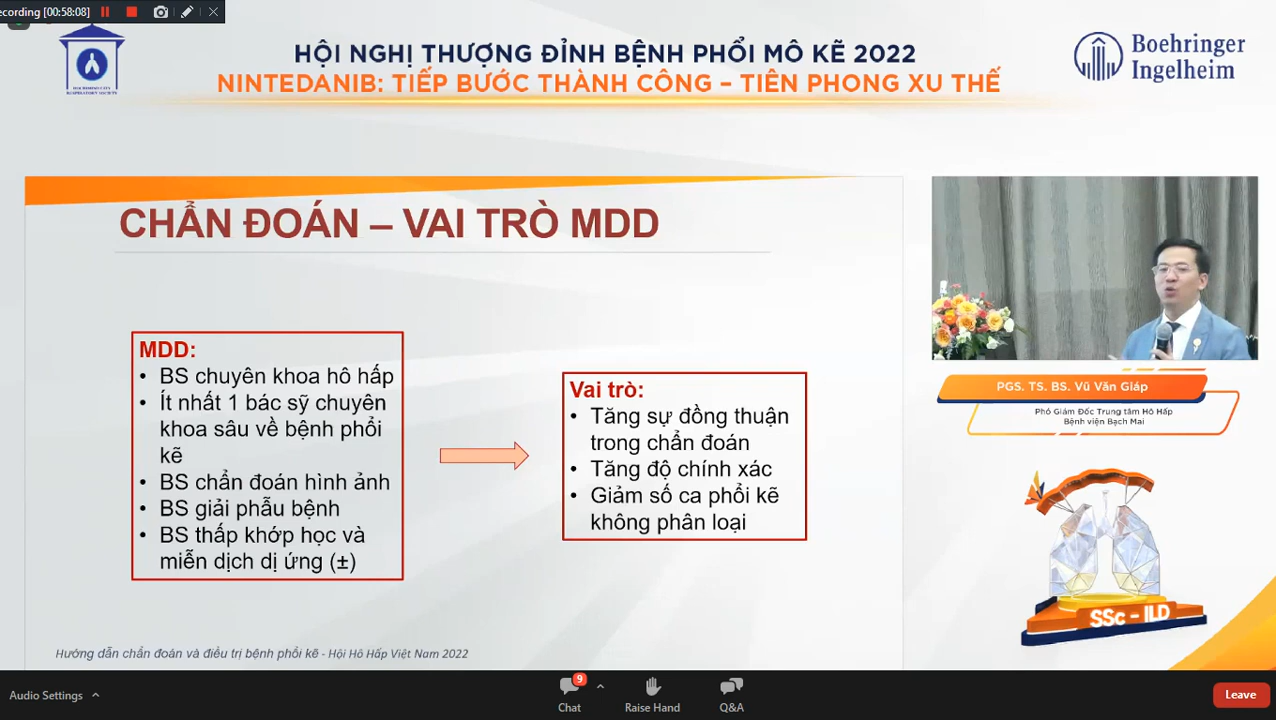 ecording [00:58:08]
HỘI NGHỊ THƯỢNG ĐỈNH BỆNH PHỔI MÔ KẼ 2022
NINTEDANIB: TIẾP BƯỚC THÀNH CÔNG – TIÊN PHONG XU THẾ
Boehringer
Ingelheim
CHẨN ĐOÁN – VAI TRÒ MDD
MDD:
• BS chuyên khoa hô hấp
• Ít nhất 1 bác sỹ chuyên
khoa sâu về bệnh phổi
kẽ
• BS chẩn đoán hình ảnh
• BS giải phẫu bệnh
• BS thấp khớp học và
miễn dịch dị ứng (±)
Vai trò:
• Tăng sự đồng thuận
trong chẩn đoán
• Tăng độ chính xác
• Giảm số ca phổi kẽ
không phân loại
PGS. TS. BS. Vũ Văn Giáp
Phó Giám Đốc Trung tâm Hô Hấp
Bệnh viện Bạch Mai
SSc - ILD
Hướng dẫn chẩn đoán và điều trị bệnh phổi kẽ - Hội Hô Hấp Việt Nam 2022
Audio Settings
9
Chat
Raise Hand
Q&A
Leave